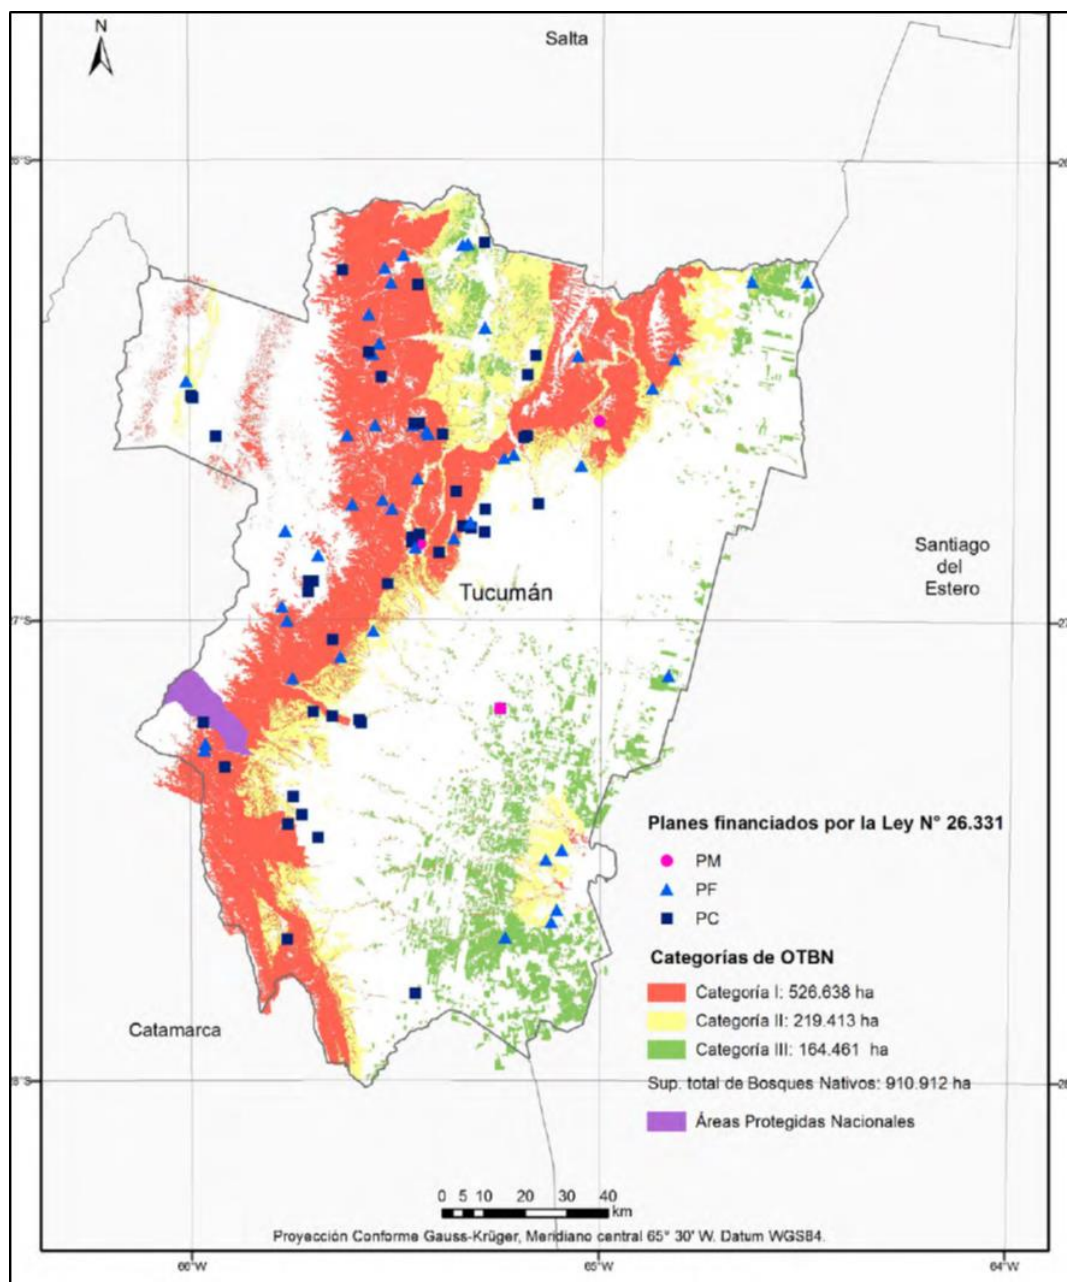 N
Salta
Santiago
del
Estero
Tucumán
Planes financiados por la Ley N° 26.331
PM
PF
PC
Categorías de OTBN
Categoría I: 526.638 ha
Categoría II: 219.413 ha
Categoría III: 164.461 ha
Catamarca
Sup. total de Bosques Nativos: 910.912 ha
Áreas Protegidas Nacionales
0 5 10 20 30 40
km
Proyección Conforme Gauss-Krüger, Meridiano central 65° 30' W. Datum WGS84.
66°W 65°W 64°W